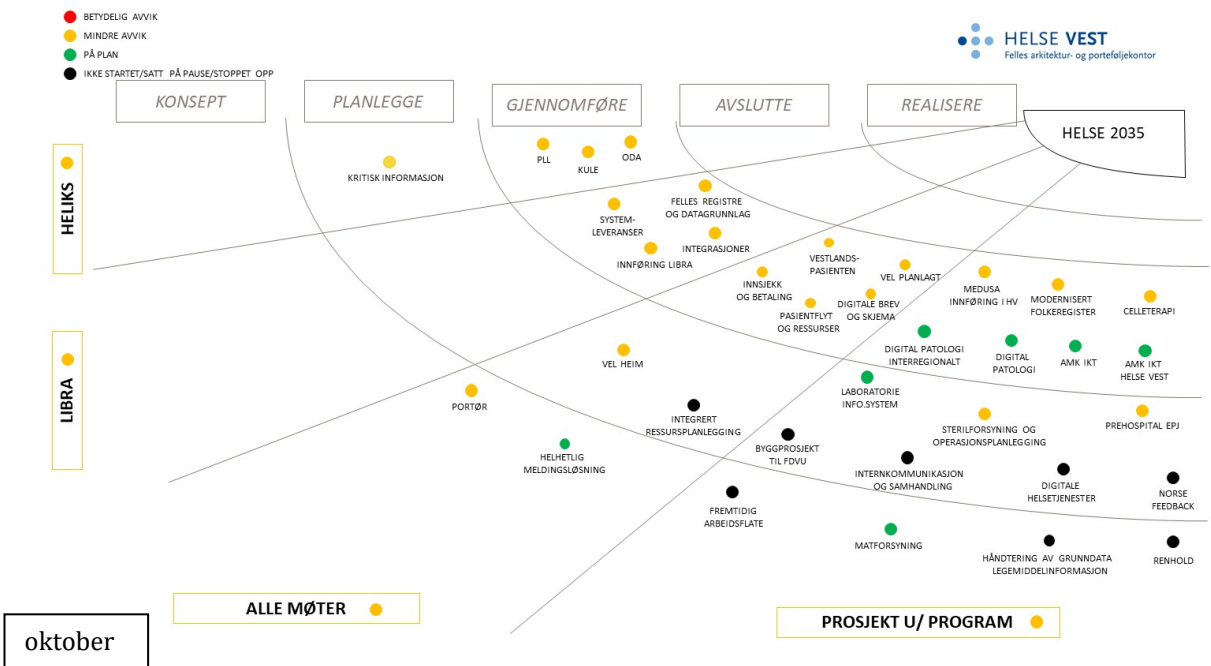 BETYDELIG AVVIK
MINDRE AVVIK
PÅ PLAN
IKKE STARTET/SATT PÅ PAUSE/STOPPET OPP
HELSE VEST
Felles arkitektur- og porteføljekontor
KONSEPT
PLANLEGGE
GJENNOMFØRE
AVSLUTTE
REALISERE
HELSE 2035
HELIKS
KRITISK INFORMASJON
PLL
KULE
ODA
FELLES REGISTRE
OG DATAGRUNNLAG
SYSTEM-
LEVERANSER
INTEGRASJONER
INNFØRING LIBRA
VESTLANDS-
PASIENTEN
VEL PLANLAGT
INNSJEKK
OG BETALING
PASIENTFLYT
OG RESSURSER
DIGITALE BREV
OG SKJEMA
MEDUSA
INNFØRING I HV
MODERNISERT
FOLKEREGISTER
CELLETERAPI
LIBRA
VEL HEIM
DIGITAL PATOLOGI
INTERREGIONALT
DIGITAL
PATOLOGI
AMK IKT
AMK IKT
HELSE VEST
PORTØR
LABORATORIE
INFO.SYSTEM
INTEGRERT
RESSURSPLANLEGGING
STERILFORSYNING OG
OPERASJONSPLANLEGGING
PREHOSPITAL EPJ
HELHETLIG
MELDINGSLØSNING
BYGGPROSJEKT
TIL FDVU
INTERNKOMMUNIKASJON
OG SAMHANDLING
DIGITALE
HELSETJENESTER
NORSE
FEEDBACK
FREMTIDIG
ARBEIDSFLATE
MATFORSYNING
HÅNDTERING AV GRUNNDATA
LEGEMIDDELINFORMASJON
RENHOLD
ALLE MØTER
PROSJEKT U/ PROGRAM
oktober